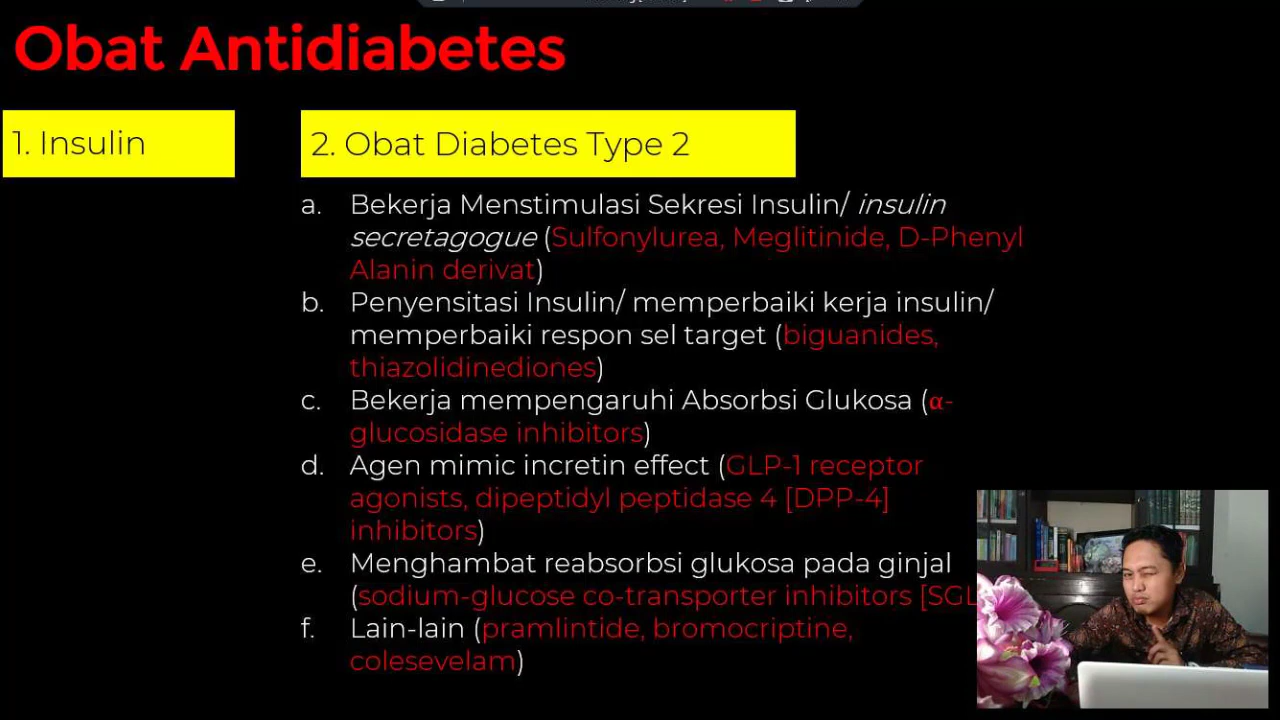 Obat Antidiabetes
1. Insulin
2. Obat Diabetes Type 2
a. Bekerja Menstimulasi Sekresi Insulin/ insulin
secretagogue (Sulfonylurea, Meglitinide, D-Phenyl
Alanin derivat)
b. Penyensitasi Insulin/ memperbaiki kerja insulin/
memperbaiki respon sel target (biguanides,
thiazolidinediones)
c. Bekerja mempengaruhi Absorbsi Glukosa (α-
glucosidase inhibitors)
d. Agen mimic incretin effect (GLP-1 receptor
agonists, dipeptidyl peptidase 4 [DPP-4]
inhibitors)
e. Menghambat reabsorbsi glukosa pada ginjal
(sodium-glucose co-transporter inhibitors
f. Lain-lain (pramlintide, bromocriptine,
colesevelam)